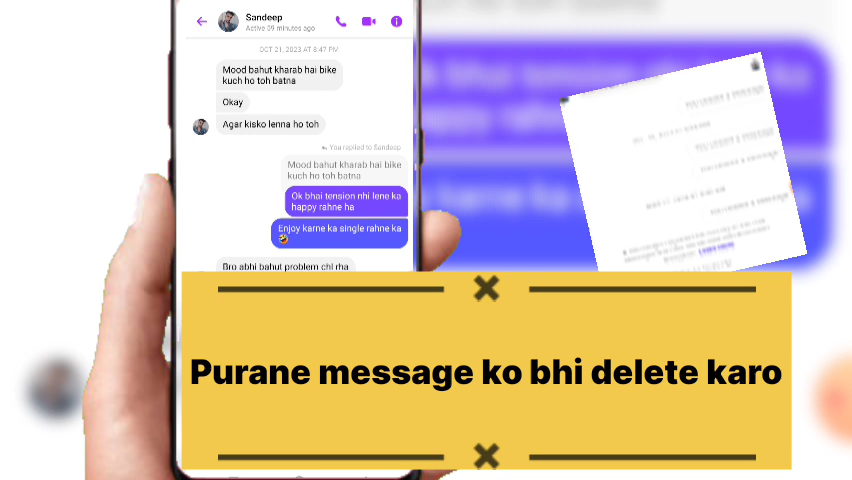 Sandeep
Active 59 minutes ago
OCT 21, 2023 AT 8:47 PM
Mood bahut kharab hai bike
kuch ho toh batna
Okay
Agar kisko lenna ho toh
You replied to Sandeep
Mood bahut kharab hai bike
kuch ho toh batna
Ok bhai tension nhi lene ka
happy rahne ha
Enjoy karne ka single rahne ka
🤣
Bro abhi bahut problem chl rha
Purane message ko bhi delete karo